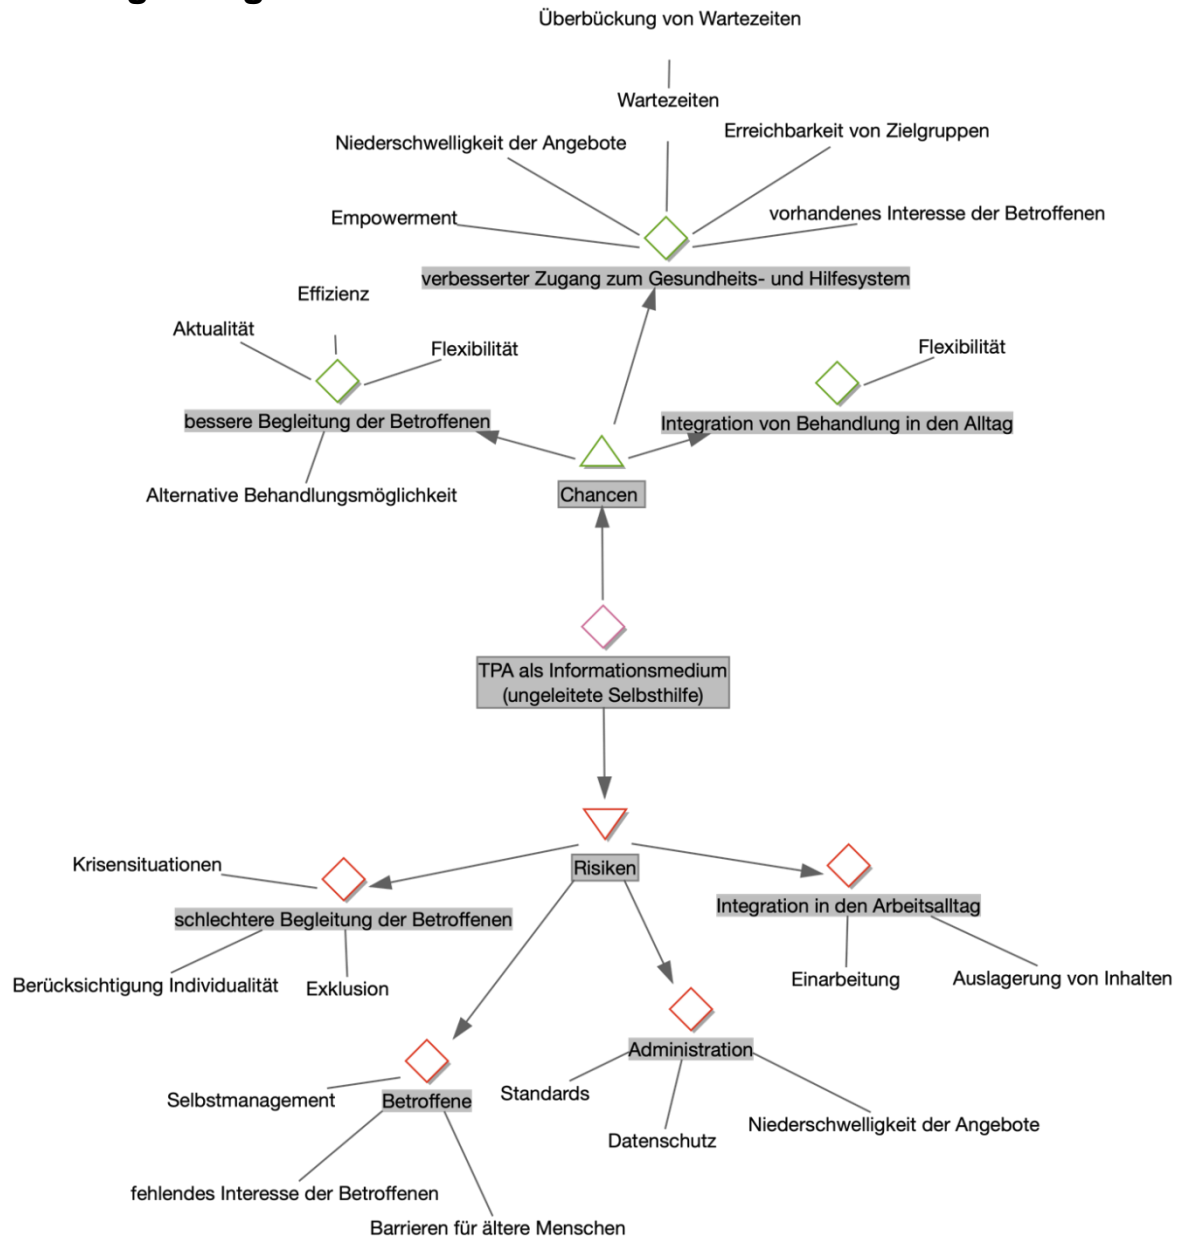 Überbückung von Wartezeiten
Wartezeiten
Erreichbarkeit von Zielgruppen
Niederschwelligkeit der Angebote
vorhandenes Interesse der Betroffenen
Empowerment
verbesserter Zugang zum Gesundheits- und Hilfesystem
Effizienz
Aktualität
Flexibilität
Flexibilität
bessere Begleitung der Betroffenen
Integration von Behandlung in den Alltag
Alternative Behandlungsmöglichkeit
Chancen
TPA als Informationsmedium
(ungeleitete Selbsthilfe)
Krisensituationen
Risiken
schlechtere Begleitung der Betroffenen
Integration in den Arbeitsalltag
Berücksichtigung Individualität
Exklusion
Einarbeitung
Auslagerung von Inhalten
Administration
Selbstmanagement
Betroffene
Standards
Datenschutz
Niederschwelligkeit der Angebote
fehlendes Interesse der Betroffenen
Barrieren für ältere Menschen